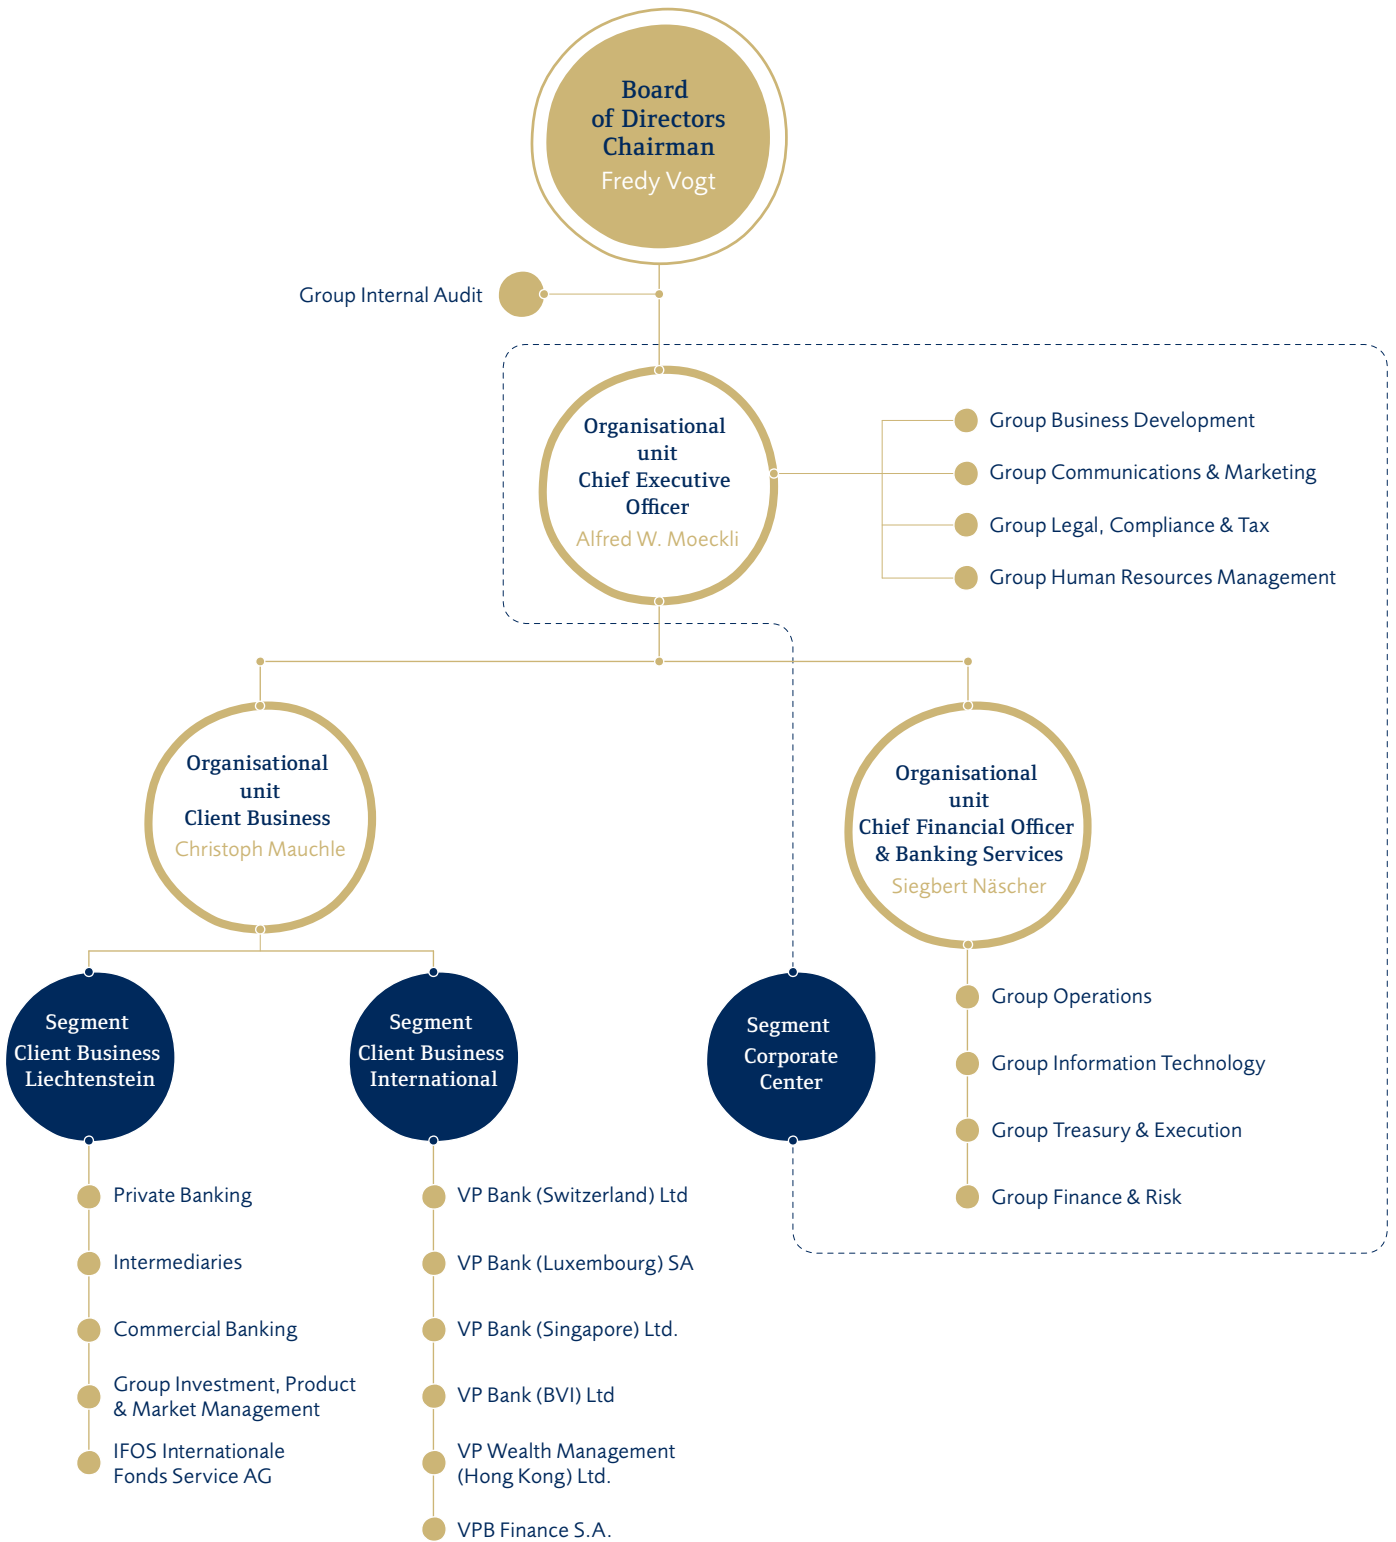 Board
of Directors
Chairman
Fredy Vogt
Group Internal Audit
Organisational
unit
Chief Executive
Officer
Alfred W. Moeckli
Group Business Development
Group Communications & Marketing
Group Legal, Compliance & Tax
Group Human Resources Management
Organisational
unit
Client Business
Christoph Mauchle
Organisational
unit
Chief Financial Officer
& Banking Services
Siegbert Näscher
Segment
Client Business
Liechtenstein
Segment
Client Business
International
Segment
Corporate
Center
Group Operations
Group Information Technology
Group Treasury & Execution
Group Finance & Risk
Private Banking
Intermediaries
Commercial Banking
Group Investment, Product
& Market Management
IFOS Internationale
Fonds Service AG
VP Bank (Switzerland) Ltd
VP Bank (Luxembourg) SA
VP Bank (Singapore) Ltd.
VP Bank (BVI) Ltd
VP Wealth Management
(Hong Kong) Ltd.
VPB Finance S.A.